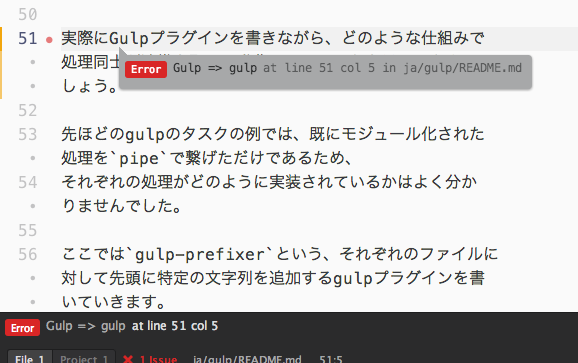 50
51 実際にGulpプラグインを書きながら、どのような仕組みで
処理同士
Error Gulp => gulp at line 51 col 5 in ja/gulp/README.md
しょう。
52
53 先ほどのgulpのタスクの例では、既にモジュール化された
処理を`pipe`で繋げただけであるため、
54 それぞれの処理がどのように実装されているかはよく分か
りませんでした。
55
56 ここでは`gulp-prefixer`という、それぞれのファイルに
対して先頭に特定の文字列を追加するgulpプラグインを書
いていきます。
Error Gulp => gulp at line 51 col 5
File 1 Project 1 1 Issue ja/gulp/README.md 51:5